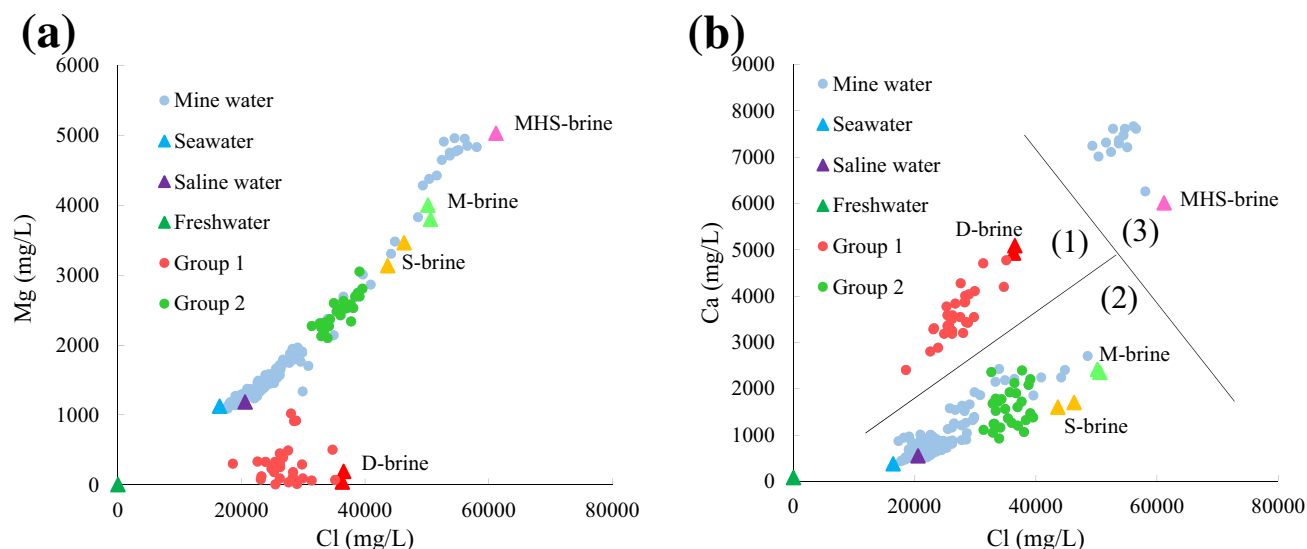 (a)
6000
5000
4000
3000
2000
1000
0
Mg (mg/L)
Mine water
Seawater
Saline water
Freshwater
Group 1
Group 2
MHS-brine
M-brine
S-brine
D-brine
0 20000 40000 60000 80000
Cl (mg/L)
(b)
9000
8000
7000
6000
5000
4000
3000
2000
1000
0
Ca (mg/L)
Mine water
Seawater
Saline water
Freshwater
Group 1
Group 2
MHS-brine
D-brine
(1)
(3)
(2)
M-brine
S-brine
0 20000 40000 60000 80000
Cl (mg/L)